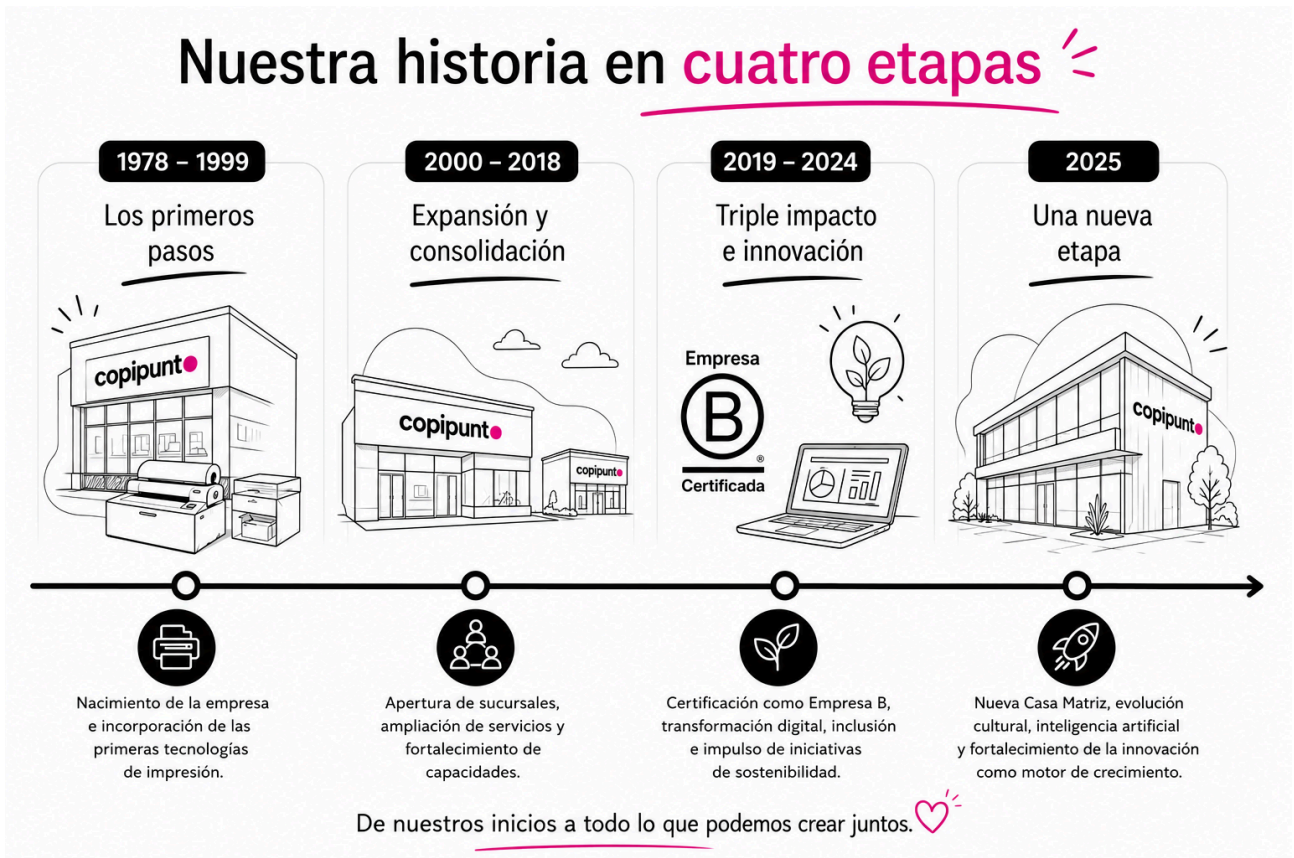 Nuestra historia en cuatro etapas
1978 – 1999
Los primeros
pasos
copipunto
Nacimiento de la empresa
e incorporación de las
primeras tecnologías
de impresión.
2000 – 2018
Expansión y
consolidación
copipunto
copipunto
Apertura de sucursales,
ampliación de servicios y
fortalecimiento de
capacidades.
2019 – 2024
Triple impacto
e innovación
Empresa
B
®
Certificada
Certificación como Empresa B,
transformación digital, inclusión
e impulso de iniciativas
de sostenibilidad.
2025
Una nueva
etapa
copipunto
Nueva Casa Matriz, evolución
cultural, inteligencia artificial
y fortalecimiento de la innovación
como motor de crecimiento.
De nuestros inicios a todo lo que podemos crear juntos.